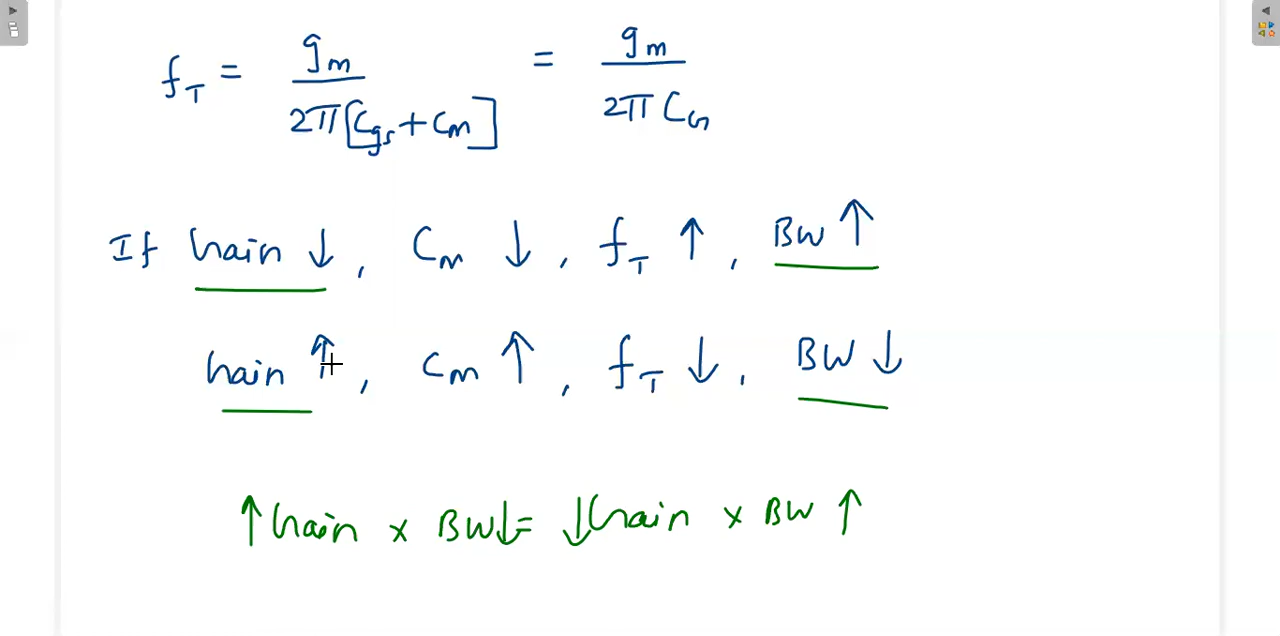 f_T = g_m / 2π[C_gs + C_M] = g_m / 2π C_G
If Gain ↓, C_M ↓, f_T ↑, BW ↑
Gain ↑, C_M ↑, f_T ↓, BW ↓
↑ Gain × BW ↓ = ↓ Gain × BW ↑